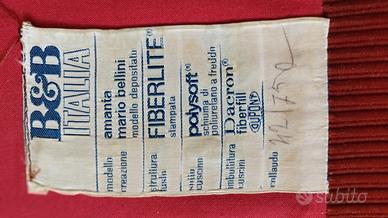 B&B
ITALIA
modello amanta
creazione mario bellini
modello depositato
struttura FIBERLITE®
stampata
polysoft®
cuscino schiuma di
poliuretano a freddo
imbottitura Dacron®
cuscini fiberfill
DUPONT
collaudo
subito